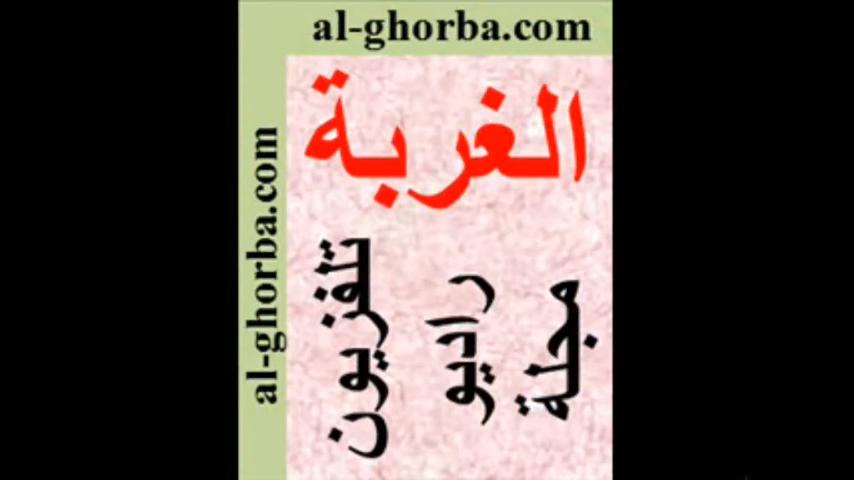 al-ghorba.com
al-ghorba.com
الغربة
مجلة
راديو
تلفزيون